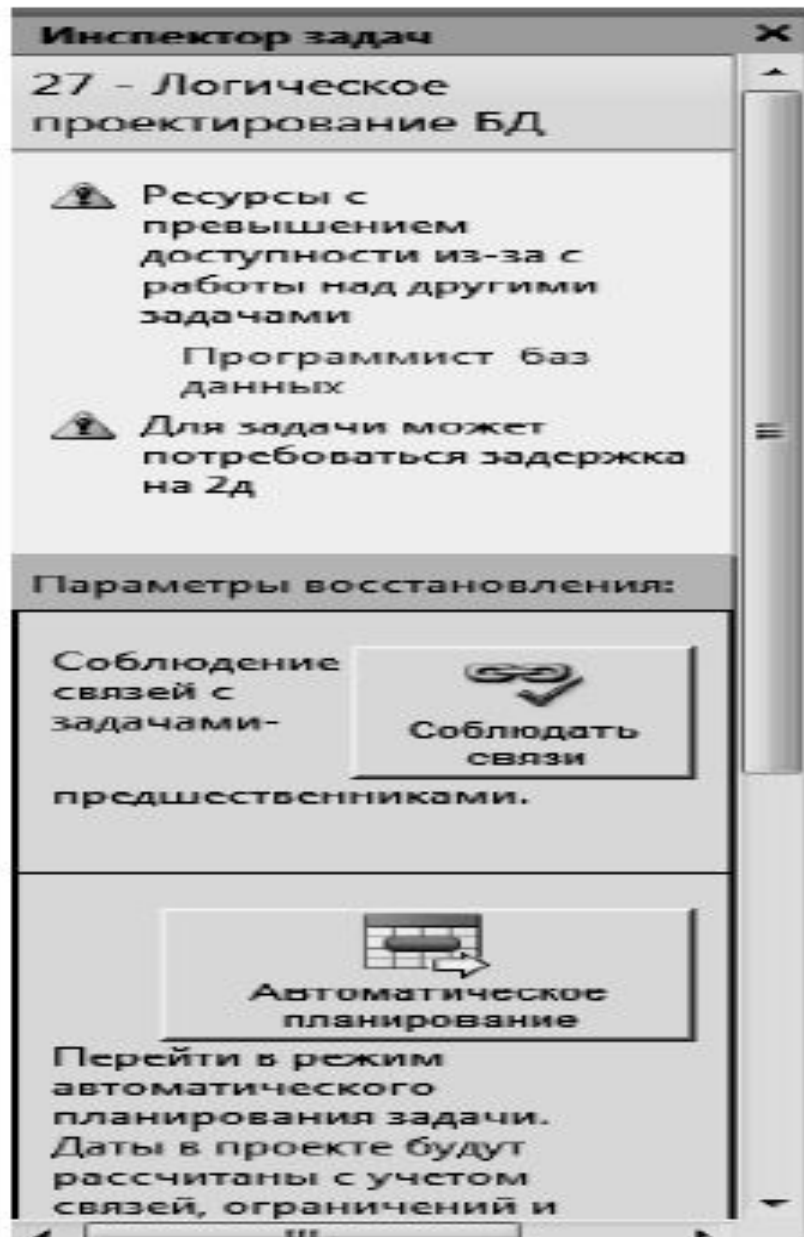 Инспектор задач
27 - Логическое
проектирование БД
Ресурсы с
превышением
доступности из-за с
работы над другими
задачами
Программист баз
данных
Для задачи может
потребоваться задержка
на 2д
Параметры восстановления:
Соблюдение
связей с
задачами-
Соблюдать
связи
предшественниками.
Автоматическое
планирование
Перейти в режим
автоматического
планирования задачи.
Даты в проекте будут
рассчитаны с учетом
связей, ограничений и